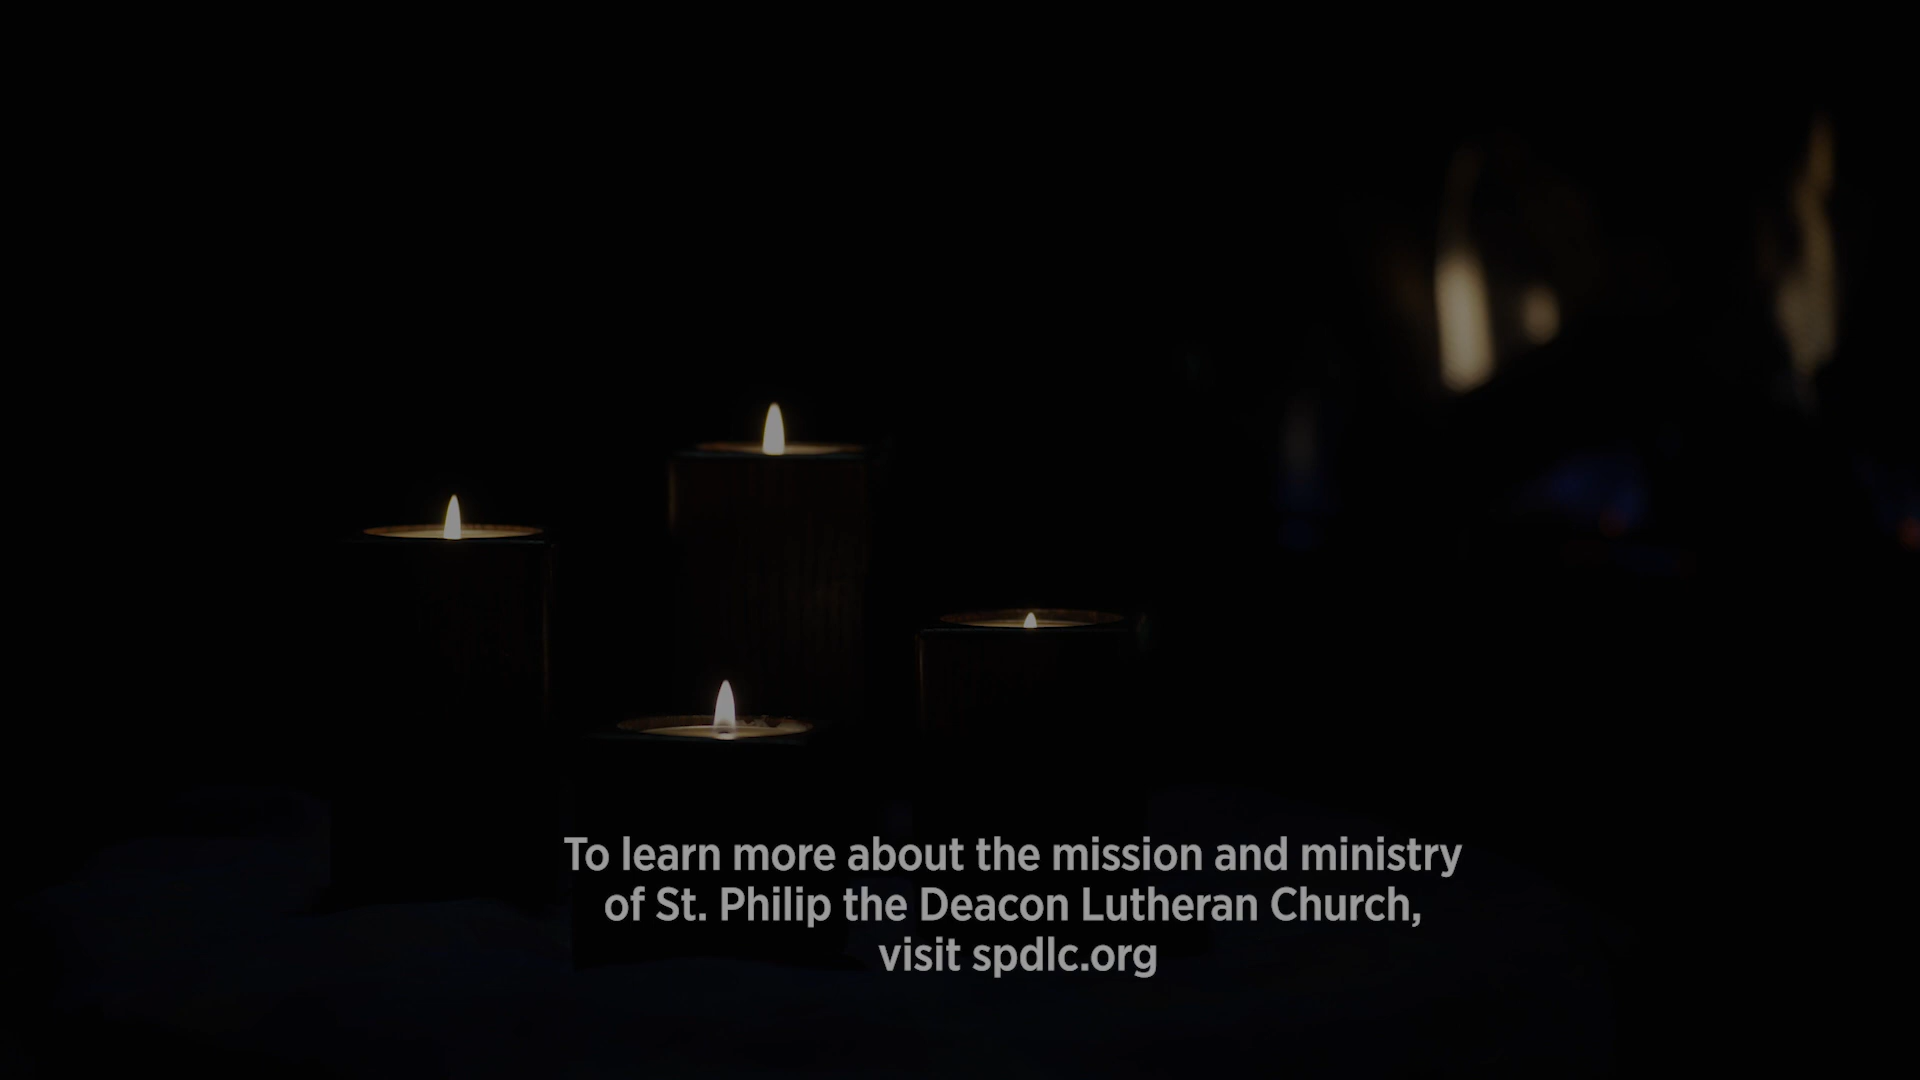 To learn more about the mission and ministry
of St. Philip the Deacon Lutheran Church,
visit spdlc.org